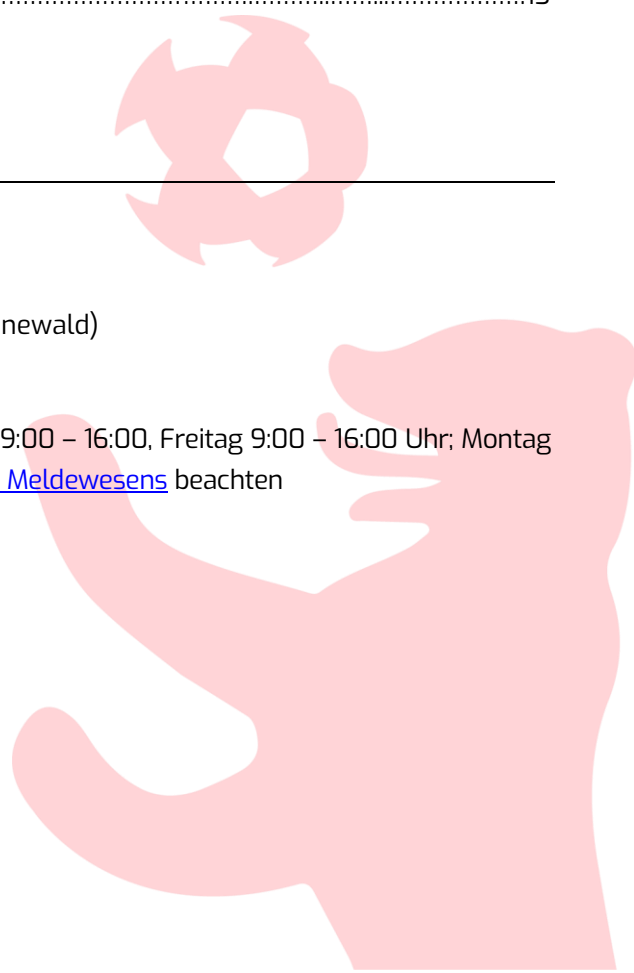 newald)
9:00 – 16:00, Freitag 9:00 – 16:00 Uhr; Montag
Meldewesens beachten